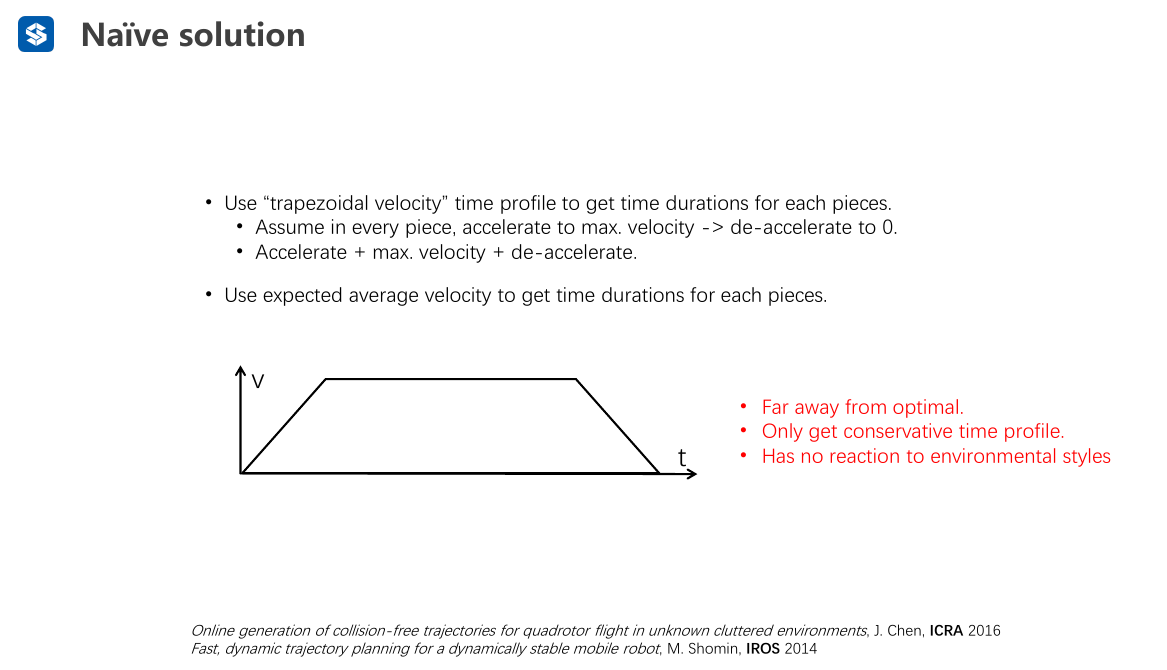 Naïve solution
• Use “trapezoidal velocity” time profile to get time durations for each pieces.
• Assume in every piece, accelerate to max. velocity -> de-accelerate to 0.
• Accelerate + max. velocity + de-accelerate.
• Use expected average velocity to get time durations for each pieces.
v
t
• Far away from optimal.
• Only get conservative time profile.
• Has no reaction to environmental styles
Online generation of collision-free trajectories for quadrotor flight in unknown cluttered environments, J. Chen, ICRA 2016
Fast, dynamic trajectory planning for a dynamically stable mobile robot, M. Shomin, IROS 2014